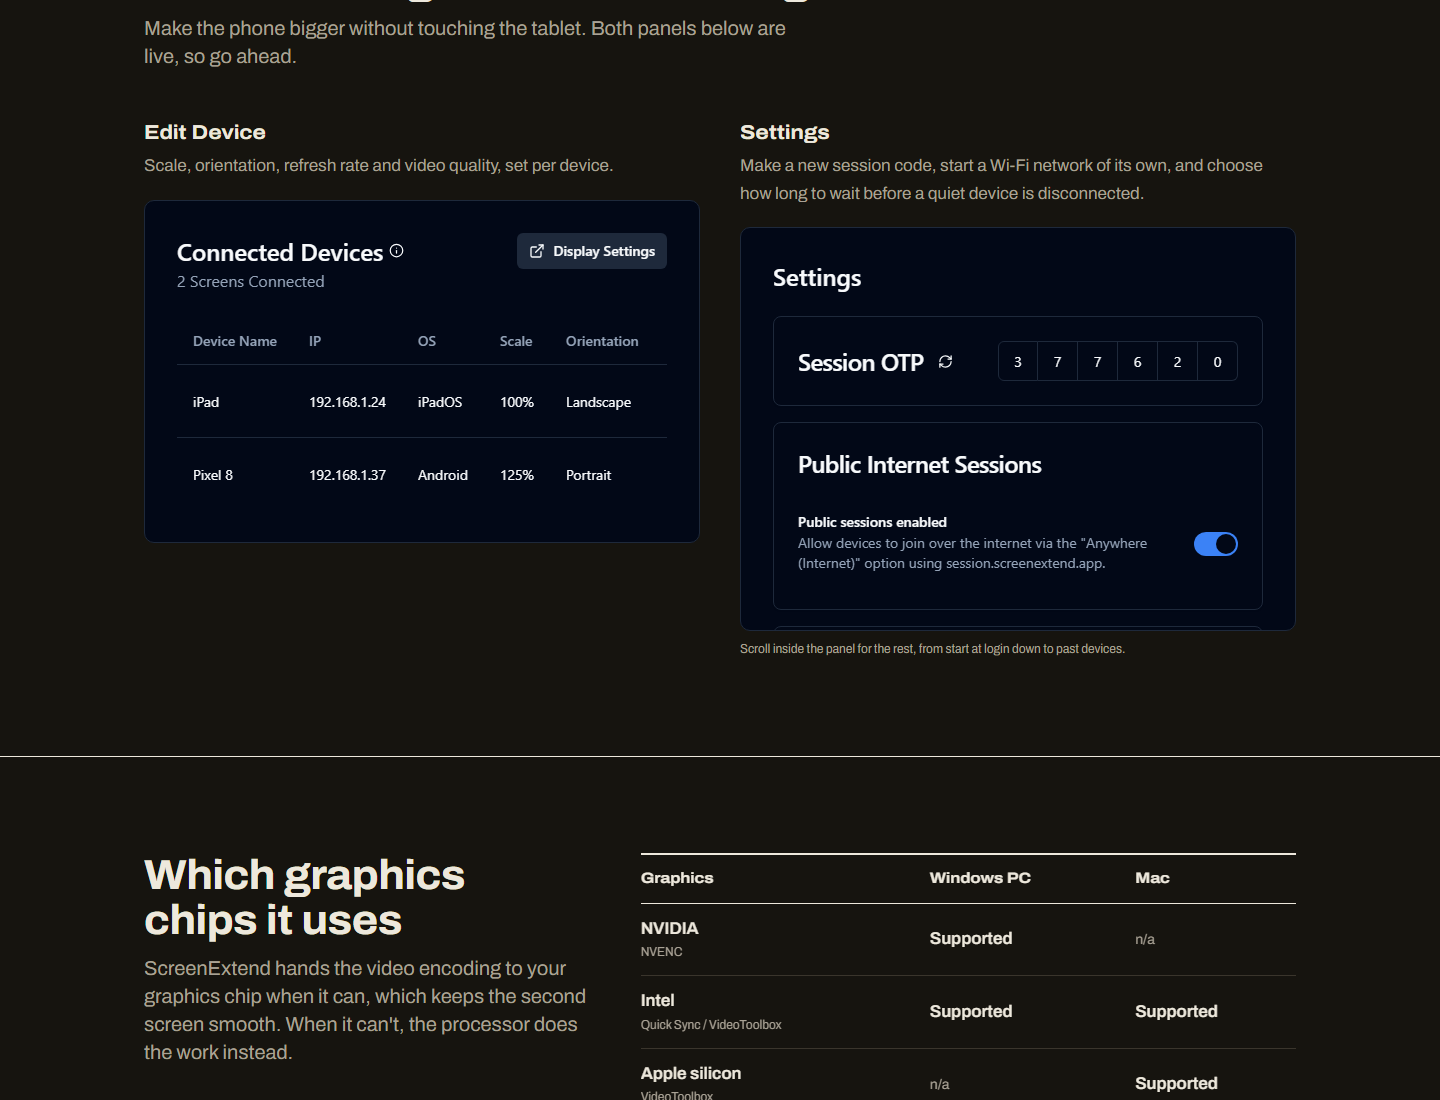 Make the phone bigger without touching the tablet. Both panels below are
live, so go ahead.
Edit Device
Scale, orientation, refresh rate and video quality, set per device.
Connected Devices
Display Settings
2 Screens Connected
Device Name IP OS Scale Orientation
iPad 192.168.1.24 iPadOS 100% Landscape
Pixel 8 192.168.1.37 Android 125% Portrait
Settings
Make a new session code, start a Wi-Fi network of its own, and choose
how long to wait before a quiet device is disconnected.
Settings
Session OTP 3 7 7 6 2 0
Public Internet Sessions
Public sessions enabled
Allow devices to join over the internet via the "Anywhere
(Internet)" option using session.screenextend.app.
Scroll inside the panel for the rest, from start at login down to past devices.
Which graphics
chips it uses
ScreenExtend hands the video encoding to your
graphics chip when it can, which keeps the second
screen smooth. When it can't, the processor does
the work instead.
Graphics Windows PC Mac
NVIDIA
NVENC
Supported n/a
Intel
Quick Sync / VideoToolbox
Supported Supported
Apple silicon
VideoToolbox
n/a Supported